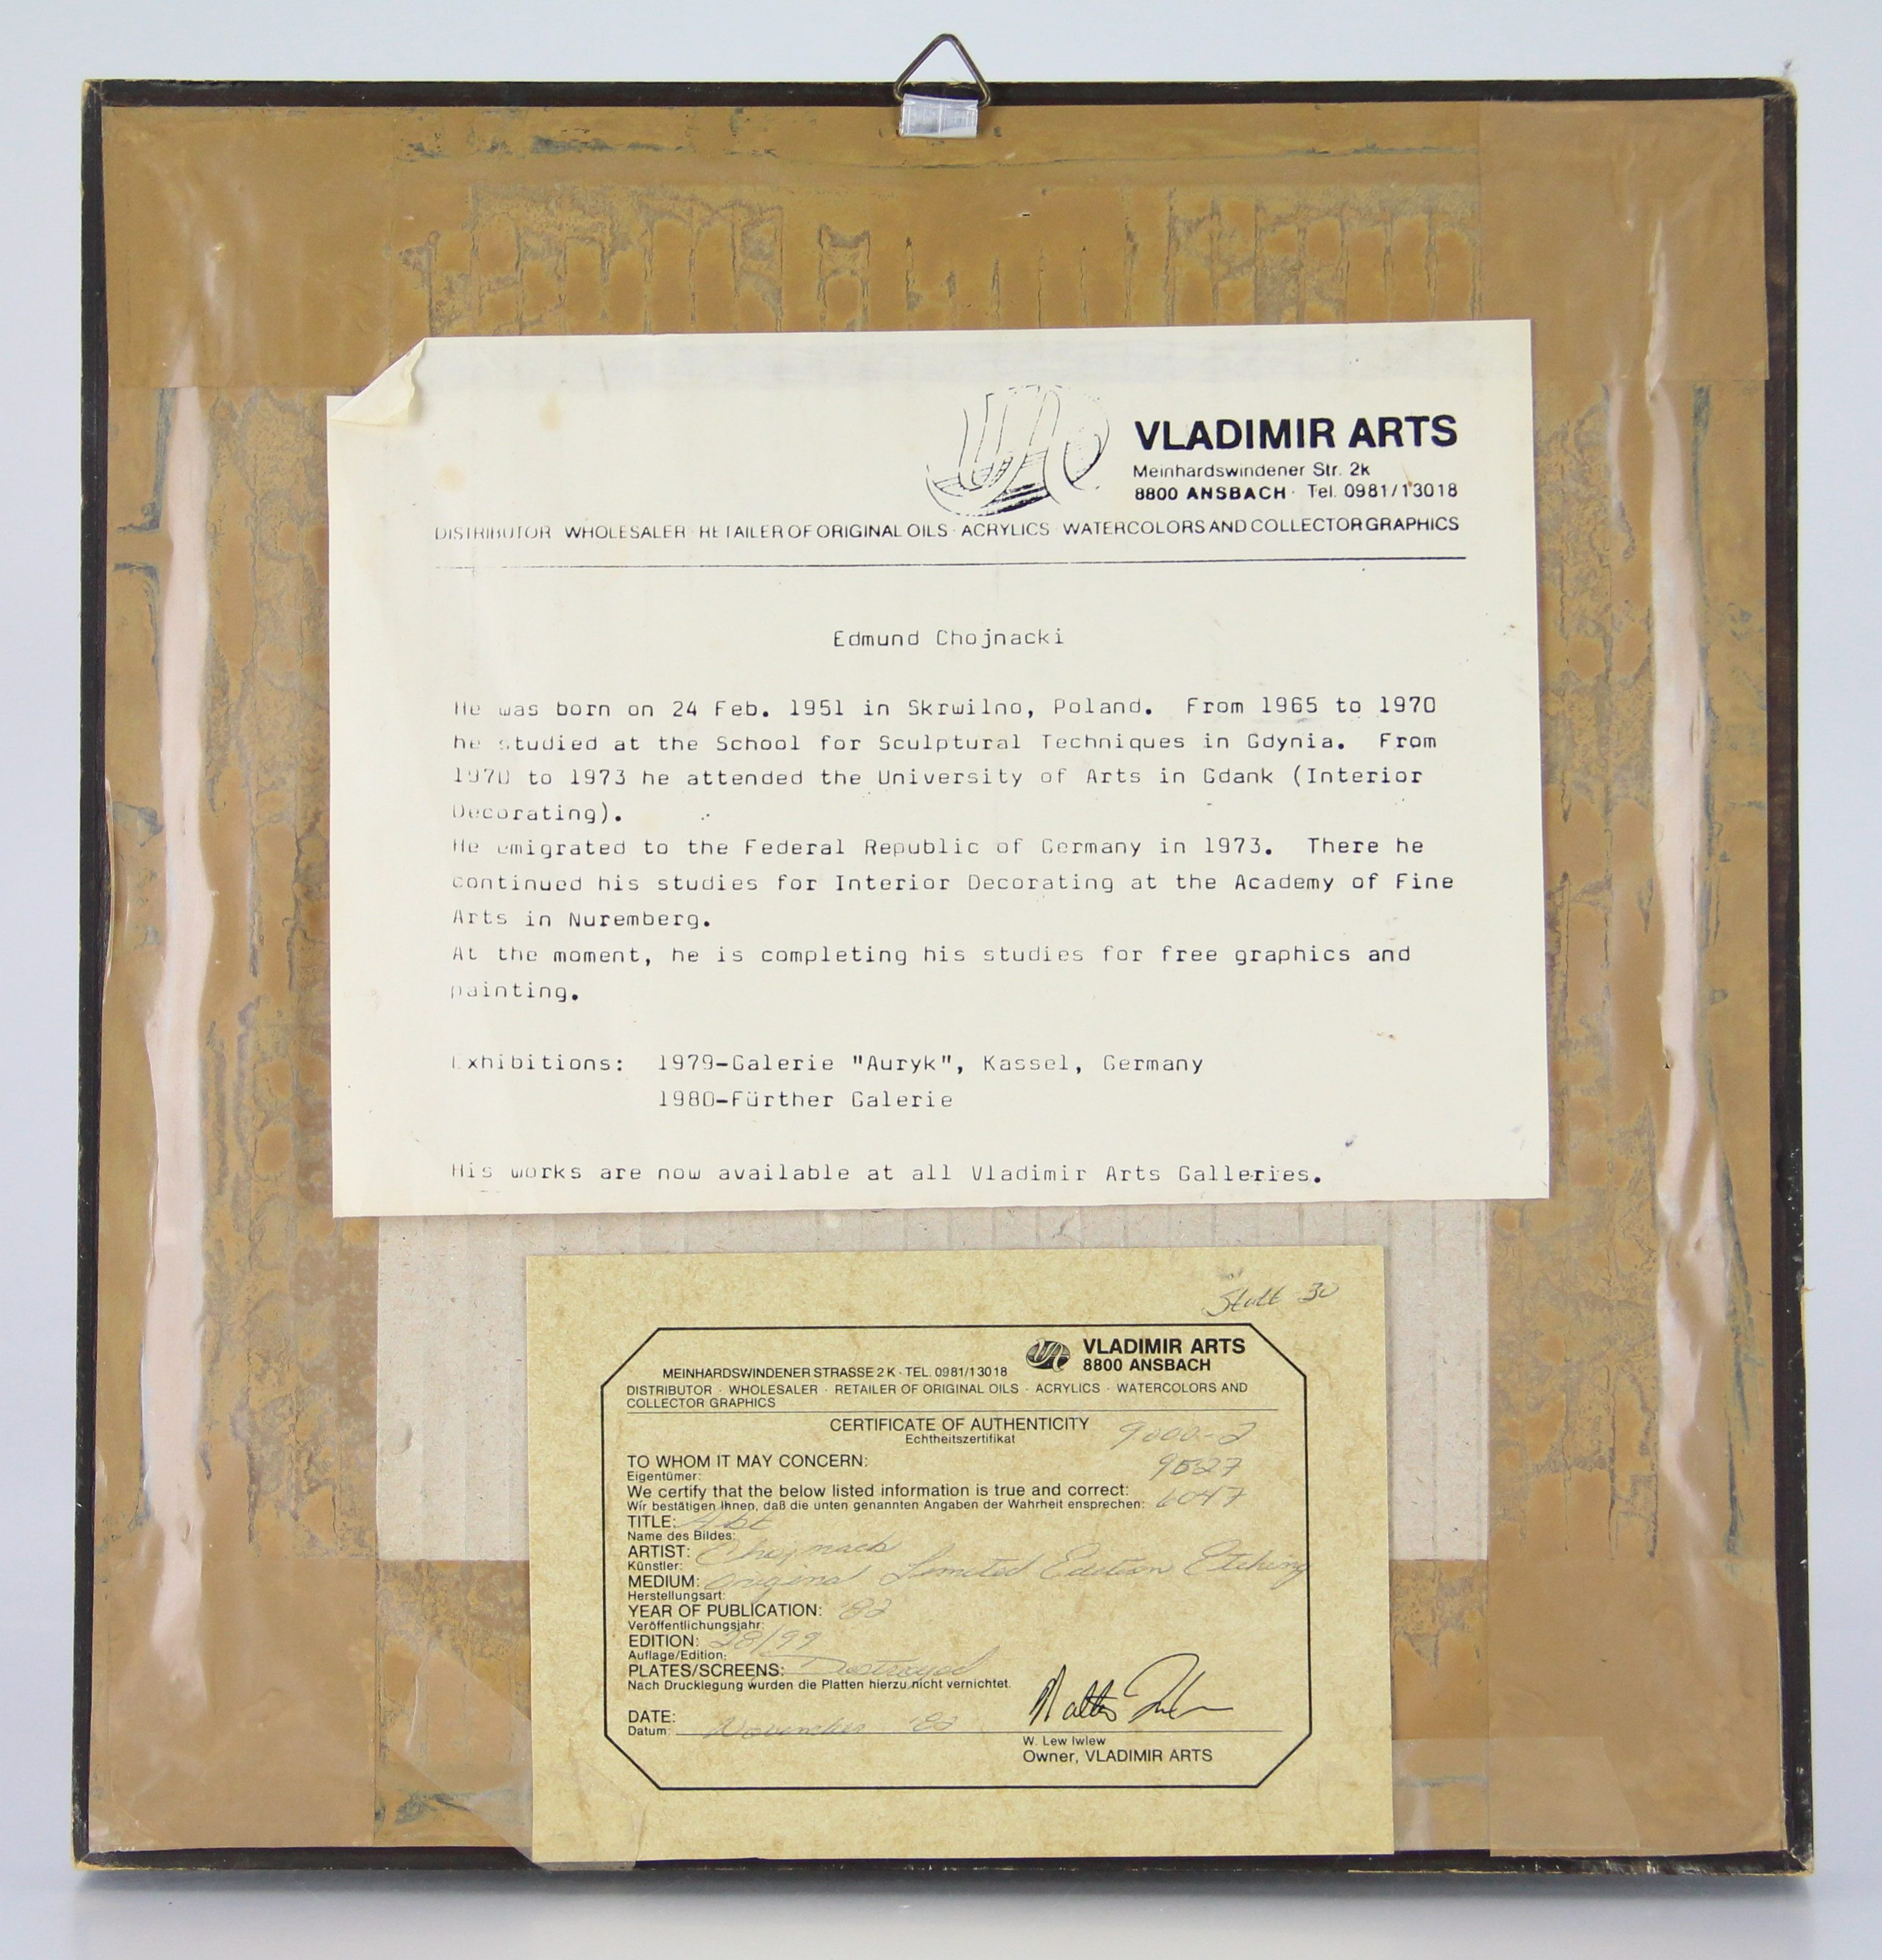 VLADIMIR ARTS
Meinhardswindener Str. 2k
8800 ANSBACH · Tel. 0981/13018
DISTRIBUTOR · WHOLESALER · RETAILER OF ORIGINAL OILS · ACRYLICS · WATERCOLORS AND COLLECTOR GRAPHICS
Edmund Chojnacki
He was born on 24 Feb. 1951 in Skrwilno, Poland. From 1965 to 1970
he studied at the School for Sculptural Techniques in Gdynia. From
1970 to 1973 he attended the University of Arts in Gdank (Interior
Decorating).
He emigrated to the Federal Republic of Germany in 1973. There he
continued his studies for Interior Decorating at the Academy of Fine
Arts in Nuremberg.
At the moment, he is completing his studies for free graphics and
painting.
Exhibitions: 1979-Galerie "Auryk", Kassel, Germany
1980-Fürther Galerie
His works are now available at all Vladimir Arts Galleries.
30
VLADIMIR ARTS
8800 ANSBACH
MEINHARDSWINDENER STRASSE 2 K · TEL. 0981/13018
DISTRIBUTOR · WHOLESALER · RETAILER OF ORIGINAL OILS · ACRYLICS · WATERCOLORS AND
COLLECTOR GRAPHICS
CERTIFICATE OF AUTHENTICITY
Echtheitszertifikat
9000-2
TO WHOM IT MAY CONCERN:
Eigentümer:
9527
We certify that the below listed information is true and correct:
Wir bestätigen Ihnen, daß die unten genannten Angaben der Wahrheit ensprechen: 6047
TITLE:
Name des Bildes:
ARTIST: Chojnack
Künstler:
MEDIUM: Original Limited Edition Etching
Herstellungsart:
YEAR OF PUBLICATION: '82
Veröffentlichungsjahr:
EDITION: 28/99
Auflage/Edition:
PLATES/SCREENS: Destroyed
Nach Drucklegung wurden die Platten hierzu nicht vernichtet.
DATE:
Datum: November '82
W. Lew Iwlew
Owner, VLADIMIR ARTS